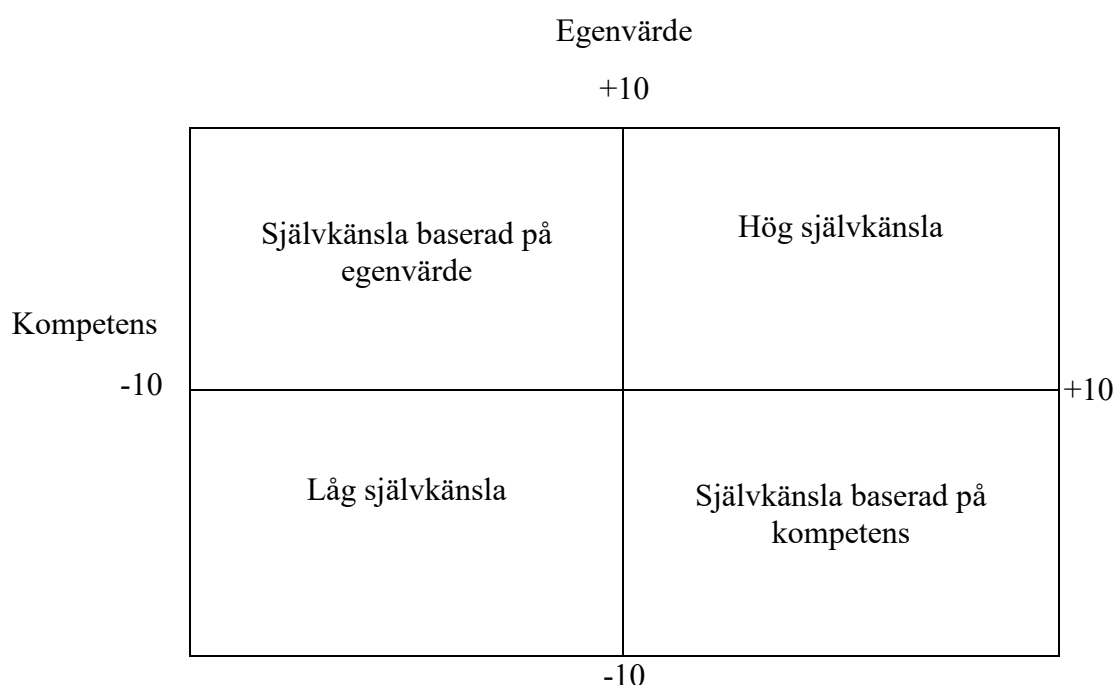 Egenvärde
+10
Självkänsla baserad på
egenvärde
Hög självkänsla
Kompetens
-10
+10
Låg självkänsla
Självkänsla baserad på
kompetens
-10